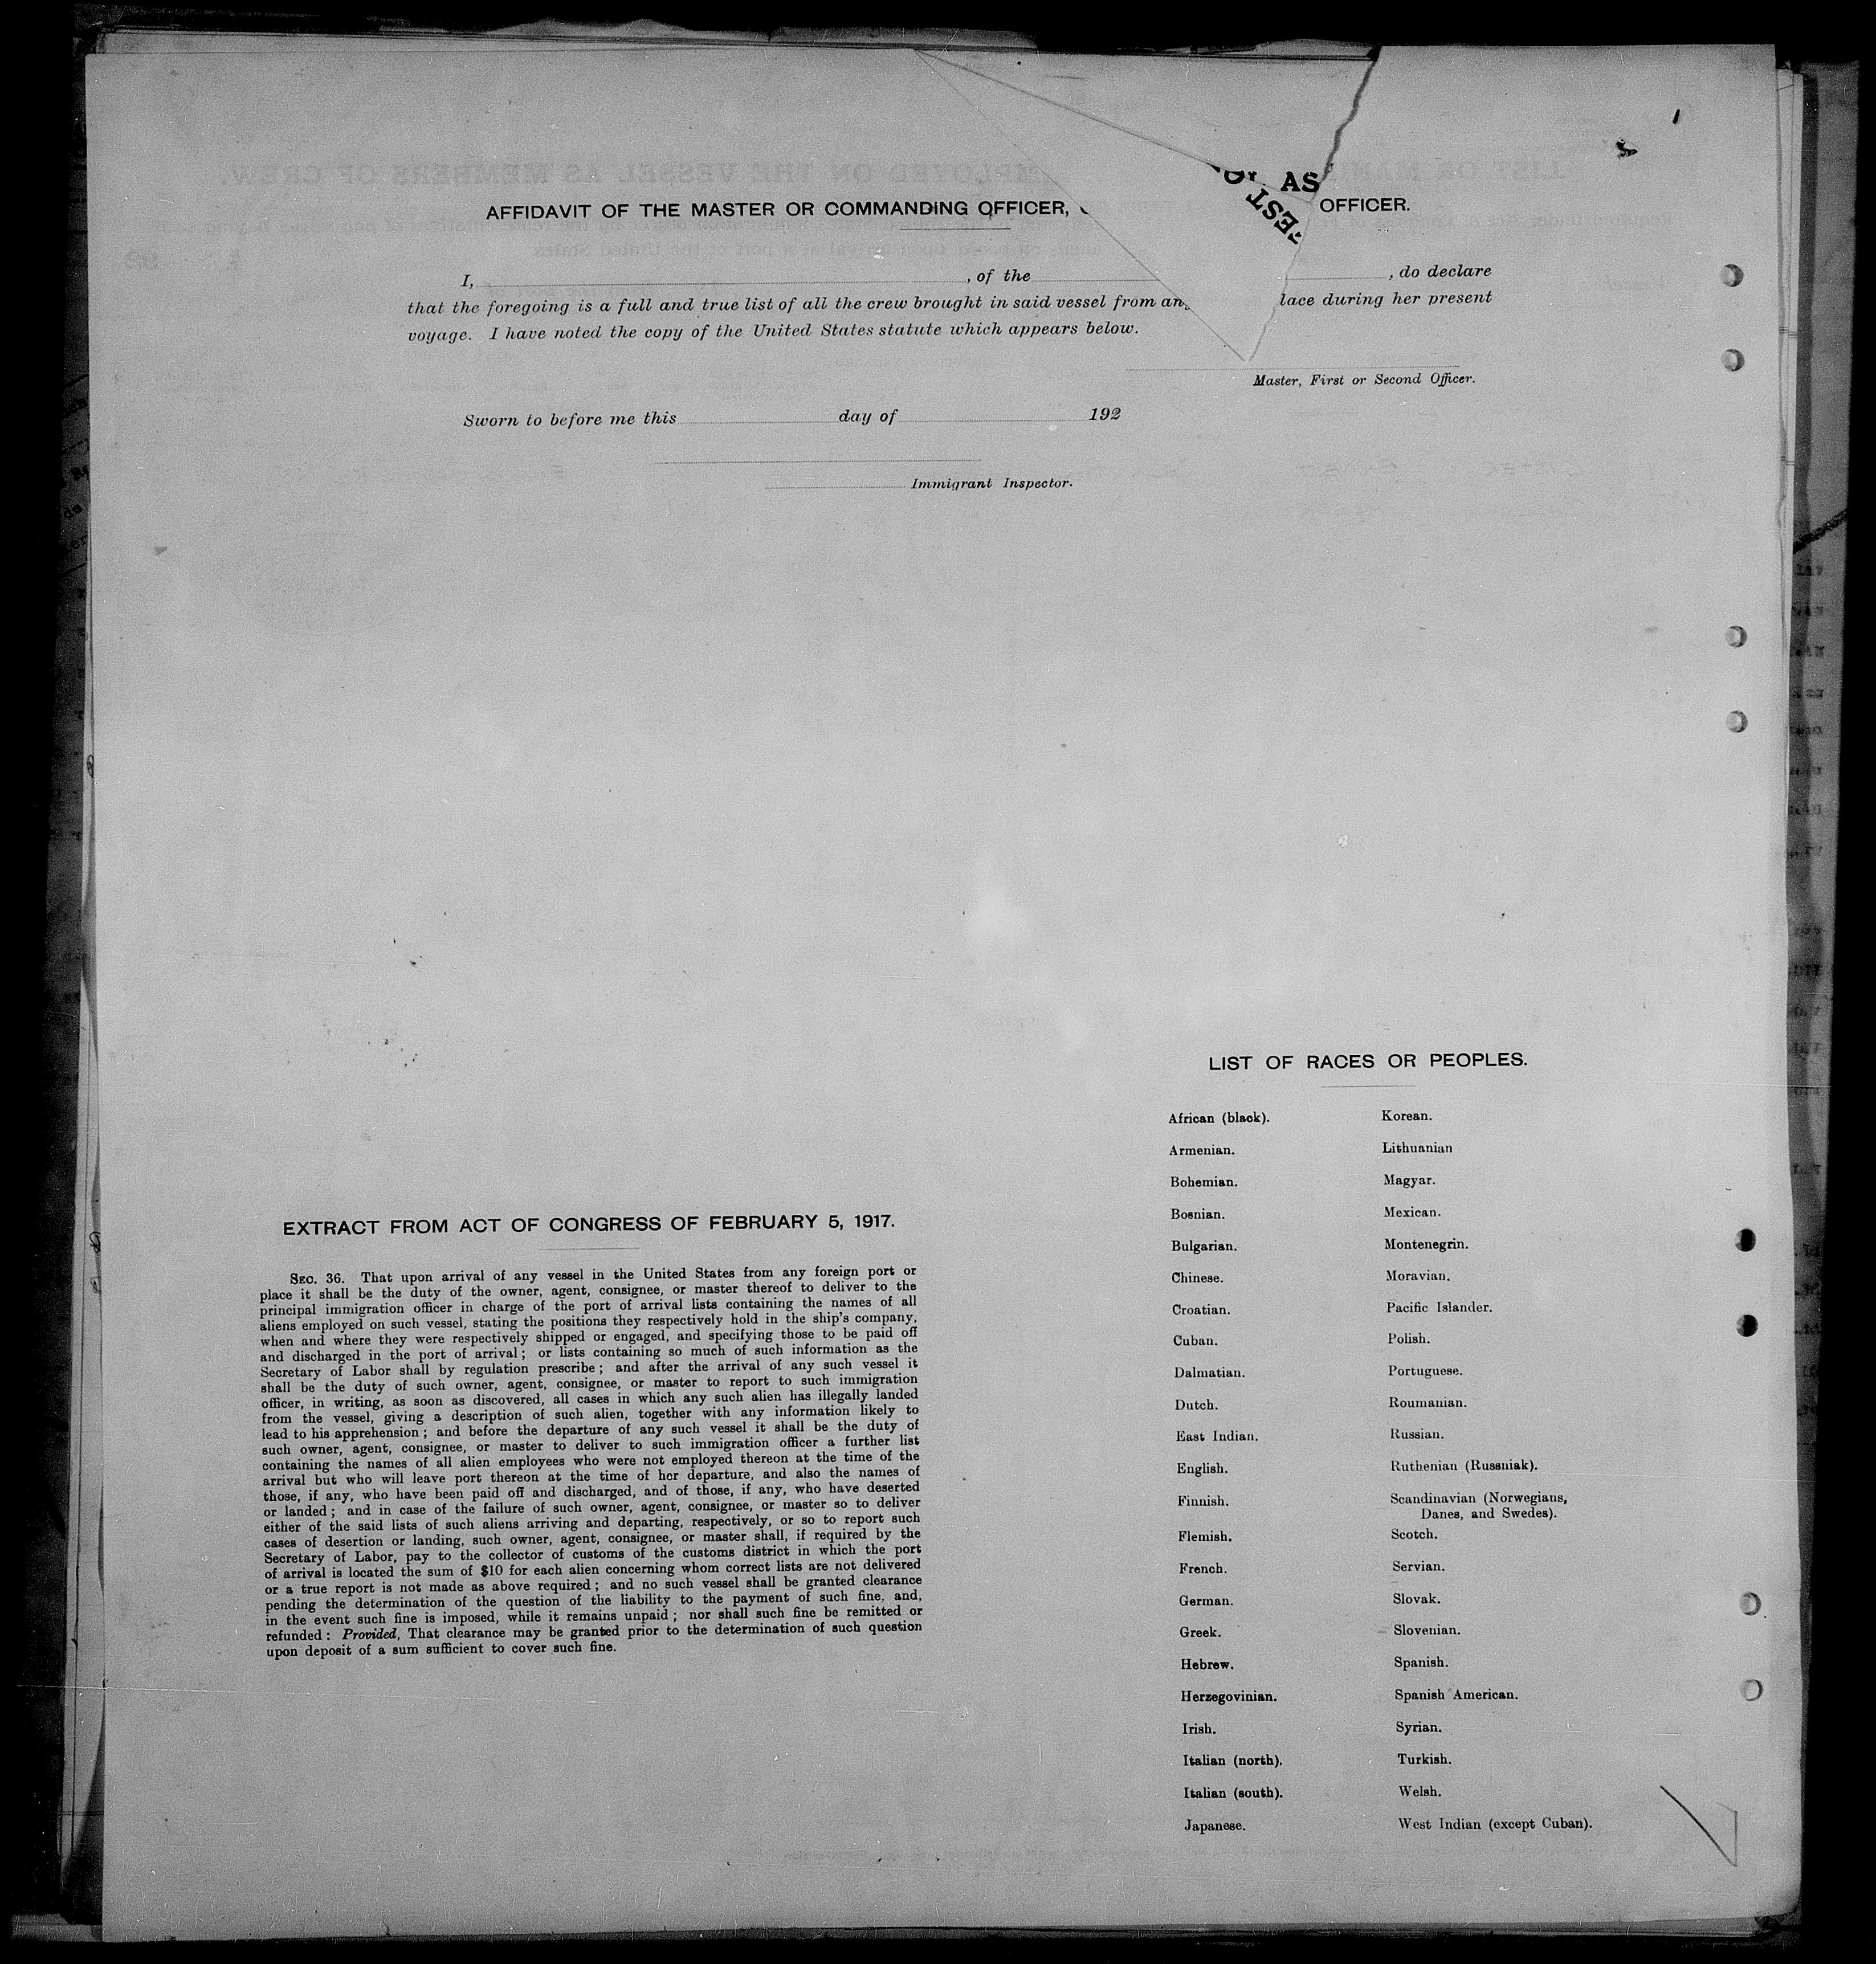 AFFIDAVIT OF THE MASTER OR COMMANDING OFFICER, AS OFFICER.
I, , of the , do declare
that the foregoing is a full and true list of all the crew brought in said vessel from lace during her present
voyage. I have noted the copy of the United States statute which appears below.
Master, First or Second Officer.
Sworn to before me this day of 192
Immigrant Inspector.
EXTRACT FROM ACT OF CONGRESS OF FEBRUARY 5, 1917.
SEC. 36. That upon arrival of any vessel in the United States from any foreign port or
place it shall be the duty of the owner, agent, consignee, or master thereof to deliver to the
principal immigration officer in charge of the port of arrival lists containing the names of all
aliens employed on such vessel, stating the positions they respectively hold in the ship's company,
when and where they were respectively shipped or engaged, and specifying those to be paid off
and discharged in the port of arrival; or lists containing so much of such information as the
Secretary of Labor shall by regulation prescribe; and after the arrival of any such vessel it
shall be the duty of such owner, agent, consignee, or master to report to such immigration
officer, in writing, as soon as discovered, all cases in which any such alien has illegally landed
from the vessel, giving a description of such alien, together with any information likely to
lead to his apprehension; and before the departure of any such vessel it shall be the duty of
such owner, agent, consignee, or master to deliver to such immigration officer a further list
containing the names of all alien employees who were not employed thereon at the time of the
arrival but who will leave port thereon at the time of her departure, and also the names of
those, if any, who have been paid off and discharged, and of those, if any, who have deserted
or landed; and in case of the failure of such owner, agent, consignee, or master so to deliver
either of the said lists of such aliens arriving and departing, respectively, or so to report such
cases of desertion or landing, such owner, agent, consignee, or master shall, if required by the
Secretary of Labor, pay to the collector of customs of the customs district in which the port
of arrival is located the sum of $10 for each alien concerning whom correct lists are not delivered
or a true report is not made as above required; and no such vessel shall be granted clearance
pending the determination of the question of the liability to the payment of such fine, and,
in the event such fine is imposed, while it remains unpaid; nor shall such fine be remitted or
refunded: Provided, That clearance may be granted prior to the determination of such question
upon deposit of a sum sufficient to cover such fine.
LIST OF RACES OR PEOPLES.
African (black).
Armenian.
Bohemian.
Bosnian.
Bulgarian.
Chinese.
Croatian.
Cuban.
Dalmatian.
Dutch.
East Indian.
English.
Finnish.
Flemish.
French.
German.
Greek.
Hebrew.
Herzegovinian.
Irish.
Italian (north).
Italian (south).
Japanese.
Korean.
Lithuanian
Magyar.
Mexican.
Montenegrin.
Moravian.
Pacific Islander.
Polish.
Portuguese.
Roumanian.
Russian.
Ruthenian (Russniak).
Scandinavian (Norwegians,
Danes, and Swedes).
Scotch.
Servian.
Slovak.
Slovenian.
Spanish.
Spanish American.
Syrian.
Turkish.
Welsh.
West Indian (except Cuban).